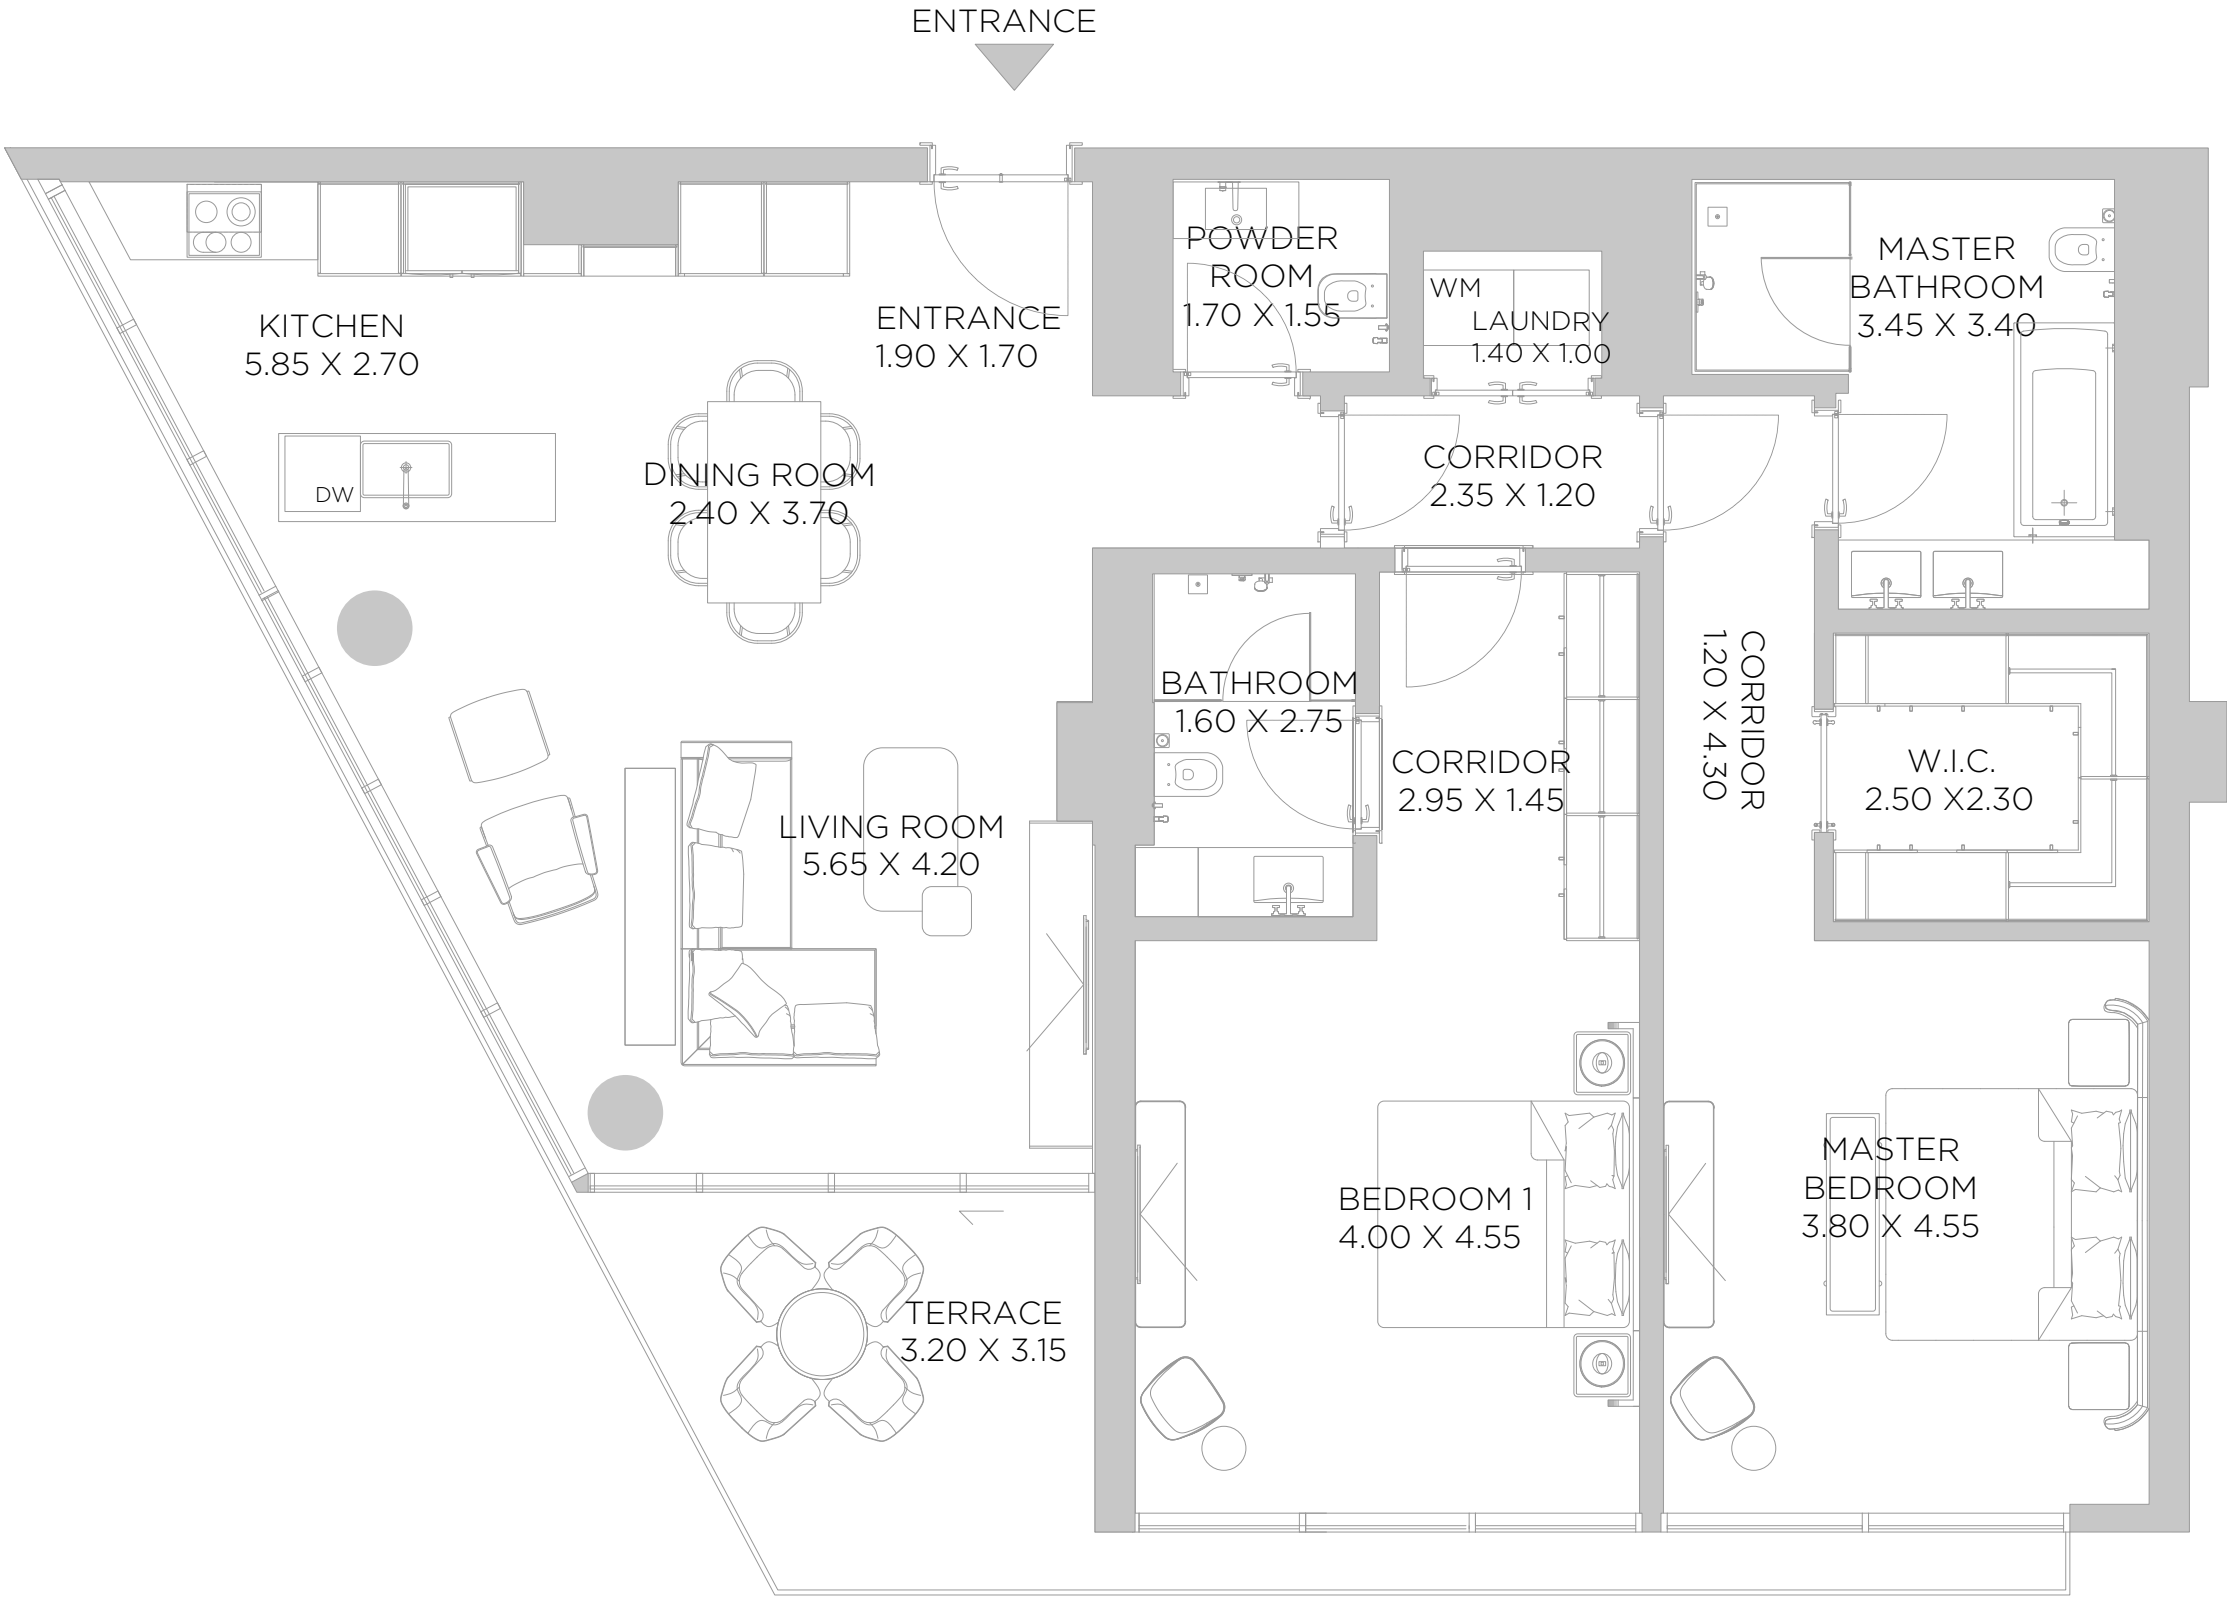 ENTRANCE
POWDER
ROOM
1.70 X 1.55
WM
LAUNDRY
1.40 X 1.00
MASTER
BATHROOM
3.45 X 3.40
KITCHEN
5.85 X 2.70
ENTRANCE
1.90 X 1.70
DW
DINING ROOM
2.40 X 3.70
CORRIDOR
2.35 X 1.20
BATHROOM
1.60 X 2.75
CORRIDOR
2.95 X 1.45
CORRIDOR
1.20 X 4.30
W.I.C.
2.50 X2.30
LIVING ROOM
5.65 X 4.20
BEDROOM 1
4.00 X 4.55
MASTER
BEDROOM
3.80 X 4.55
TERRACE
3.20 X 3.15